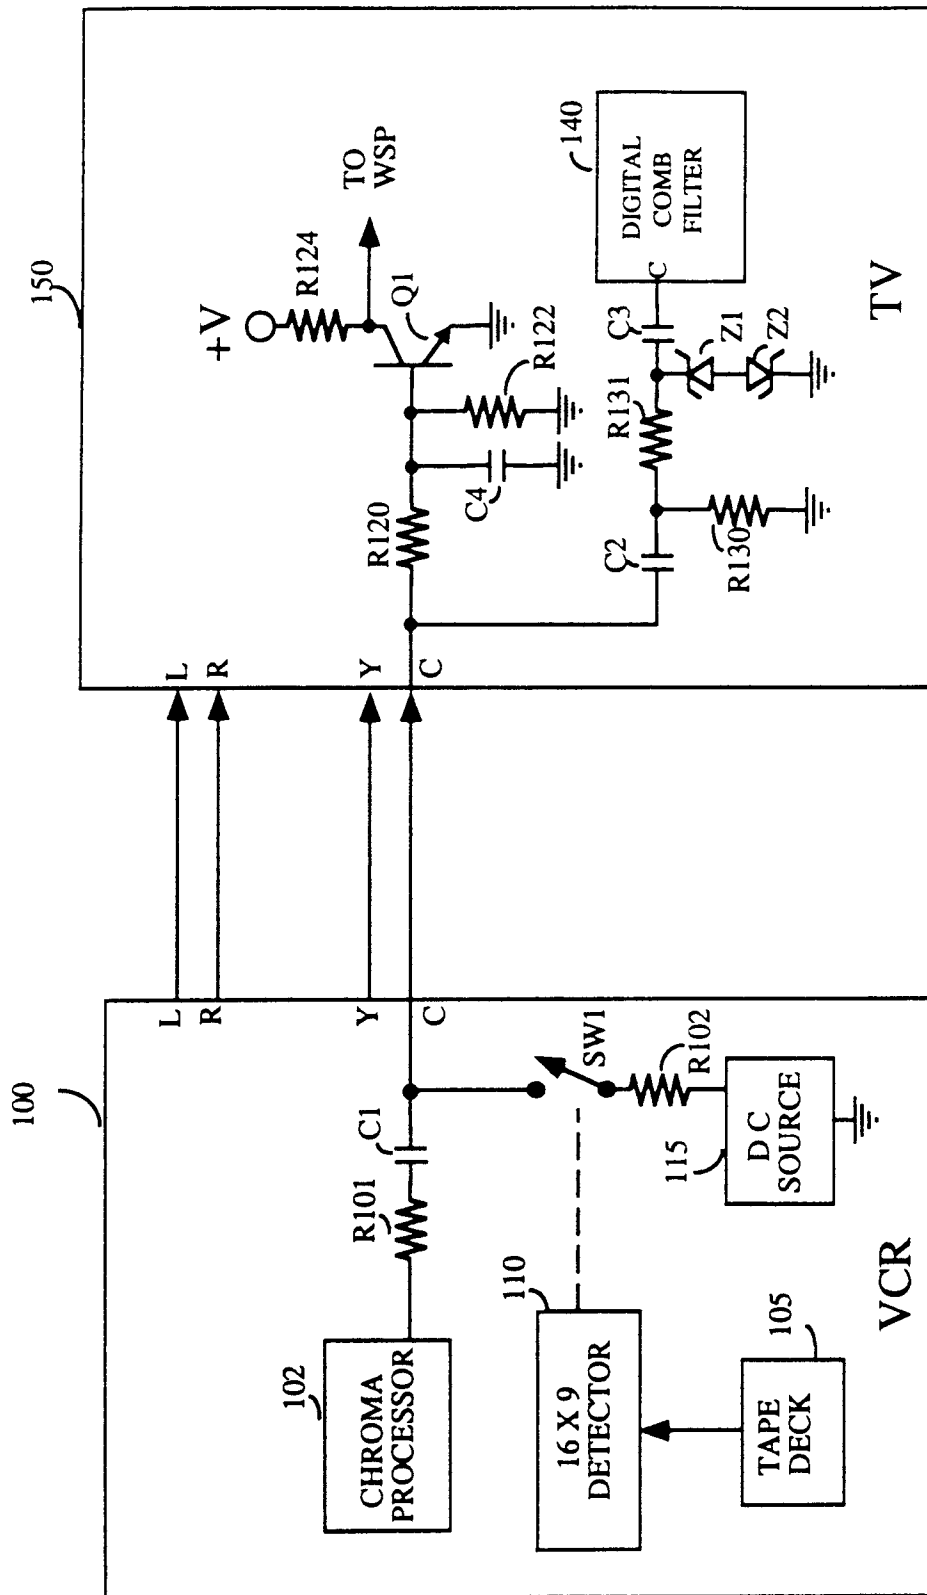 100
102
CHROMA
PROCESSOR
R101
C1
L
R
Y
C
110
16 X 9
DETECTOR
SW1
R102
115
D C
SOURCE
105
TAPE
DECK
VCR
150
L
R
Y
C
+V
R124
TO
WSP
Q1
R120
C4
R122
C2
R130
R131
C3
Z1
Z2
C
140
DIGITAL
COMB
FILTER
TV